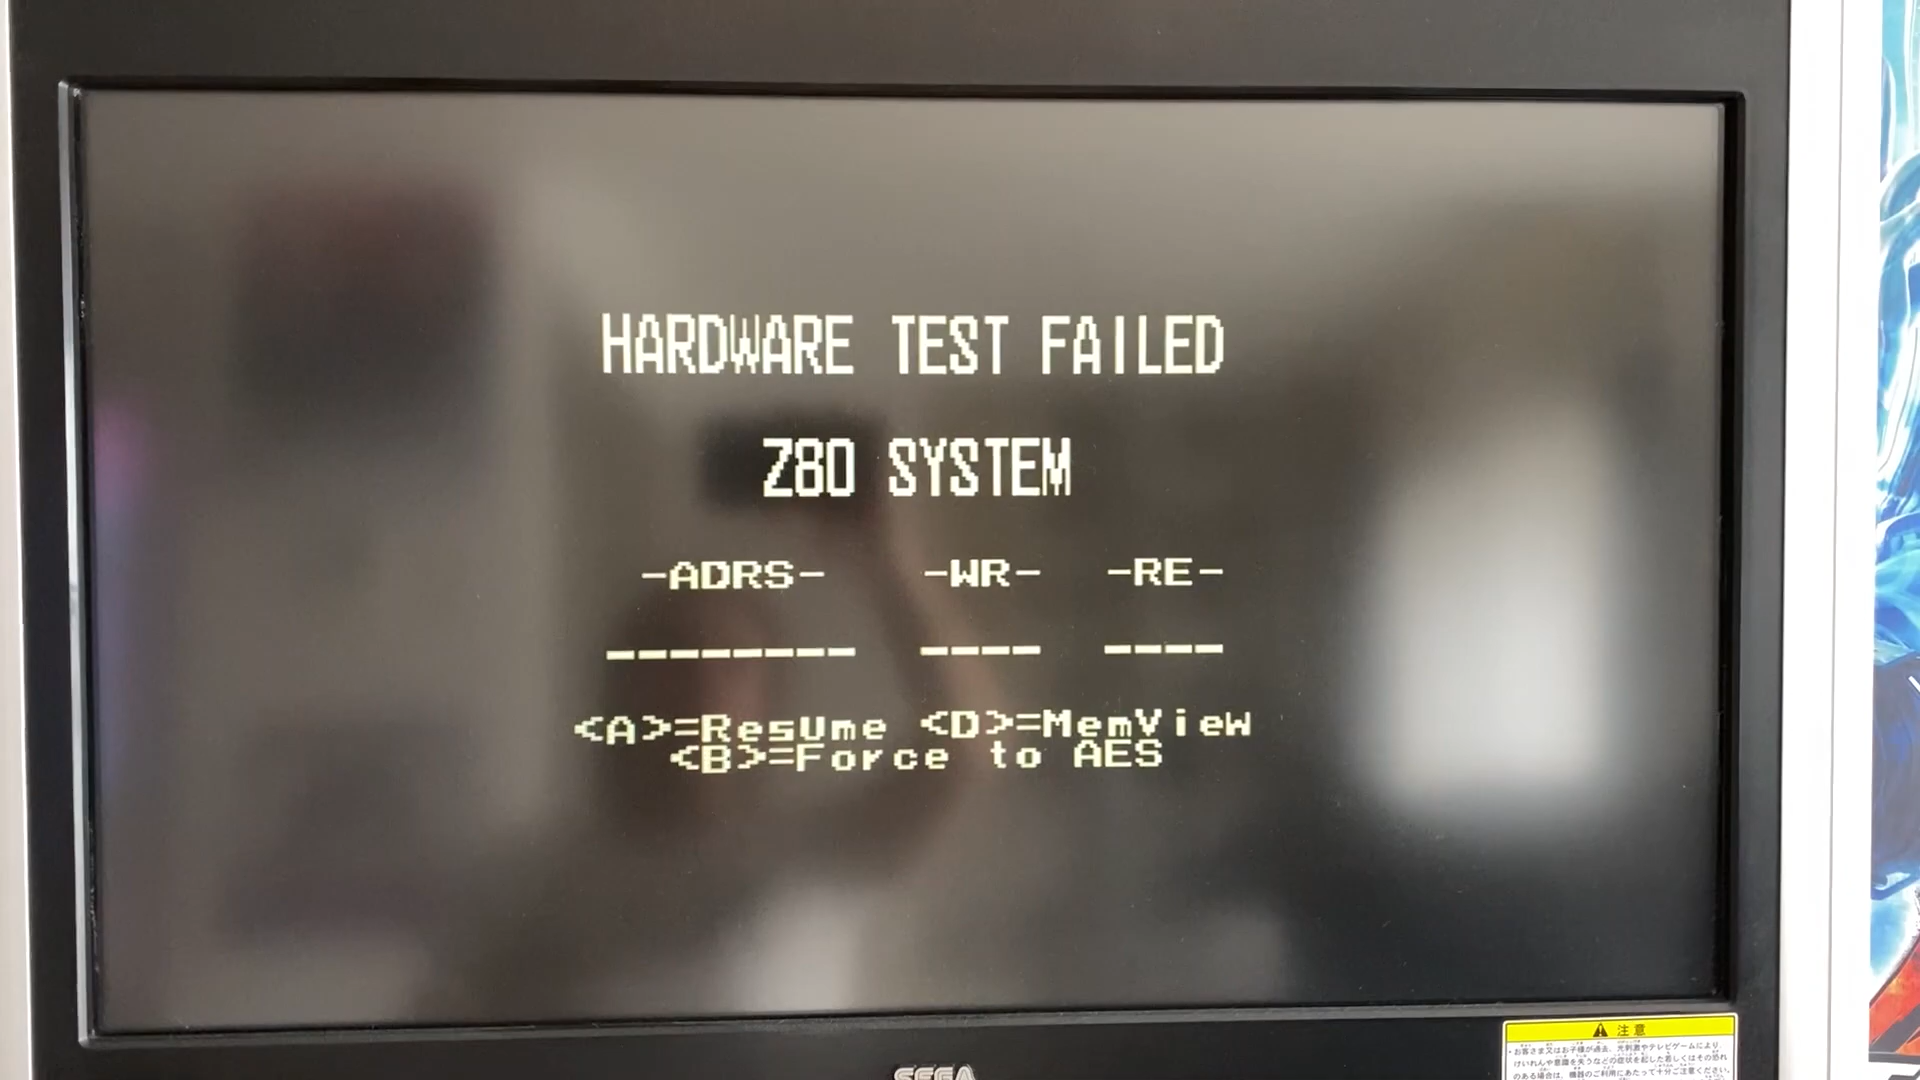 HARDWARE TEST FAILED
Z80 SYSTEM
-ADRS- -WR- -RE-
-------- ---- ----
<A>=ResUme <D>=MemView
<B>=Force to AES
SEGA
注意